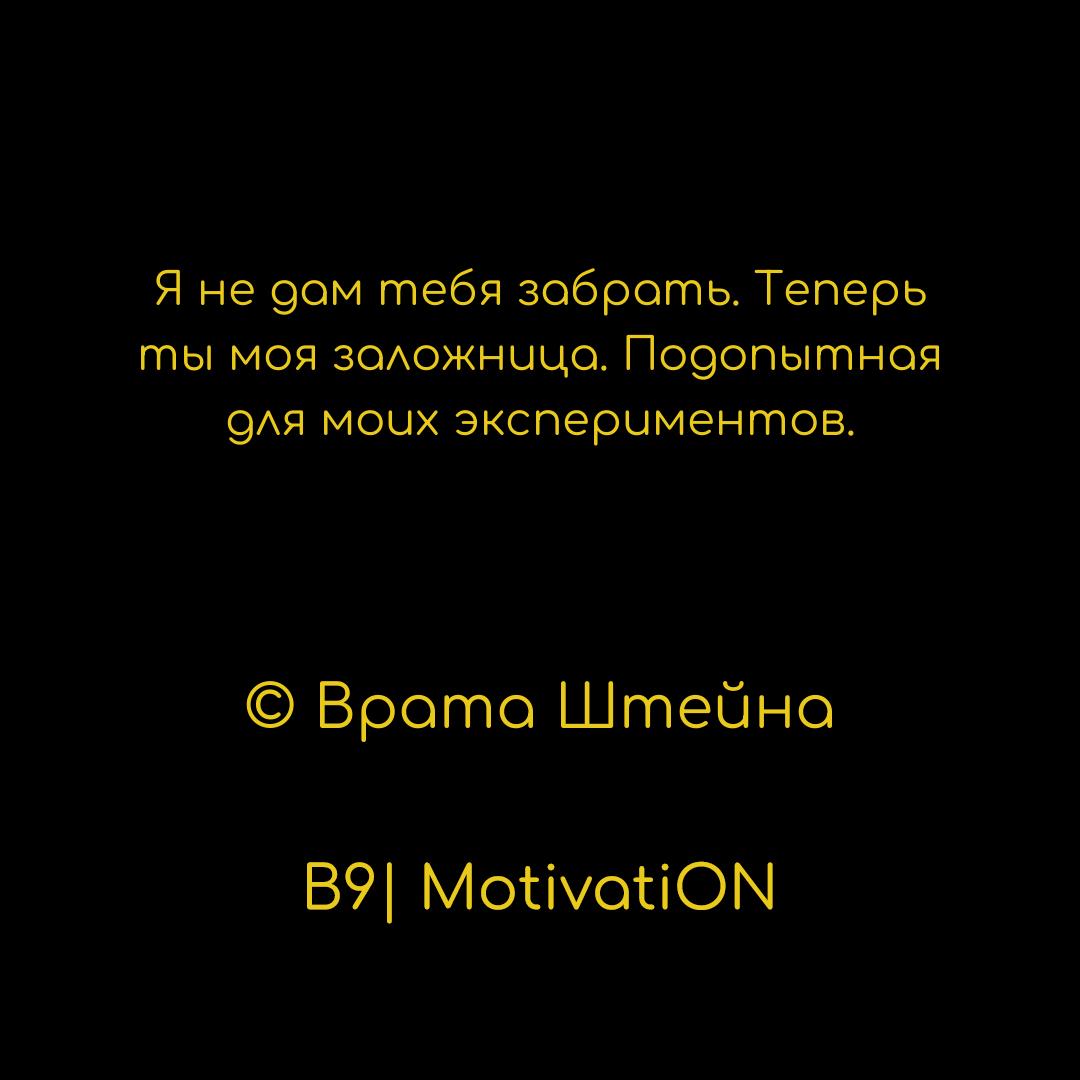 Я не дам тебя забрать. Теперь
ты моя заложница. Подопытная
для моих экспериментов.
© Врата Штейна
B9| MotivatiON